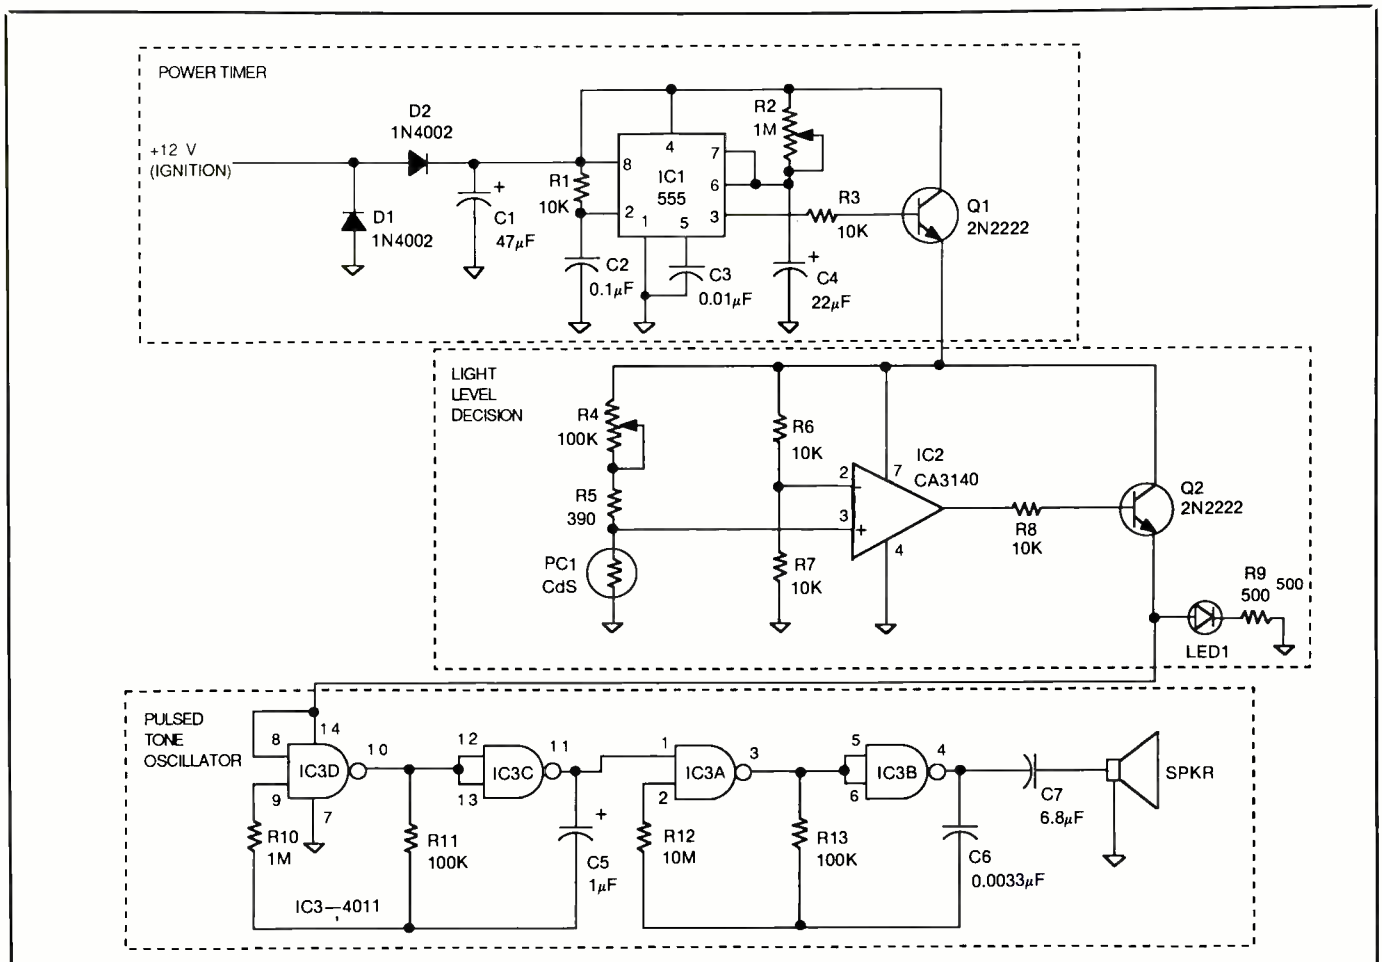 POWER TIMER
+12 V
(IGNITION)
D2
1N4002
D1
1N4002
C1
47µF
+
R1
10K
C2
0.1µF
8
2
4
IC1
555
1
5
7
6
3
C3
0.01µF
R2
1M
R3
10K
+
C4
22µF
Q1
2N2222
LIGHT
LEVEL
DECISION
R4
100K
R5
390
PC1
CdS
R6
10K
R7
10K
2
3
−
+
7
4
IC2
CA3140
R8
10K
Q2
2N2222
R9
500
500
LED1
PULSED
TONE
OSCILLATOR
8
9
14
IC3D
10
7
R10
1M
R11
100K
12
13
IC3C
11
+
C5
1µF
1
2
IC3A
3
R12
10M
R13
100K
5
6
IC3B
4
C6
0.0033µF
C7
6.8µF
SPKR
IC3—4011